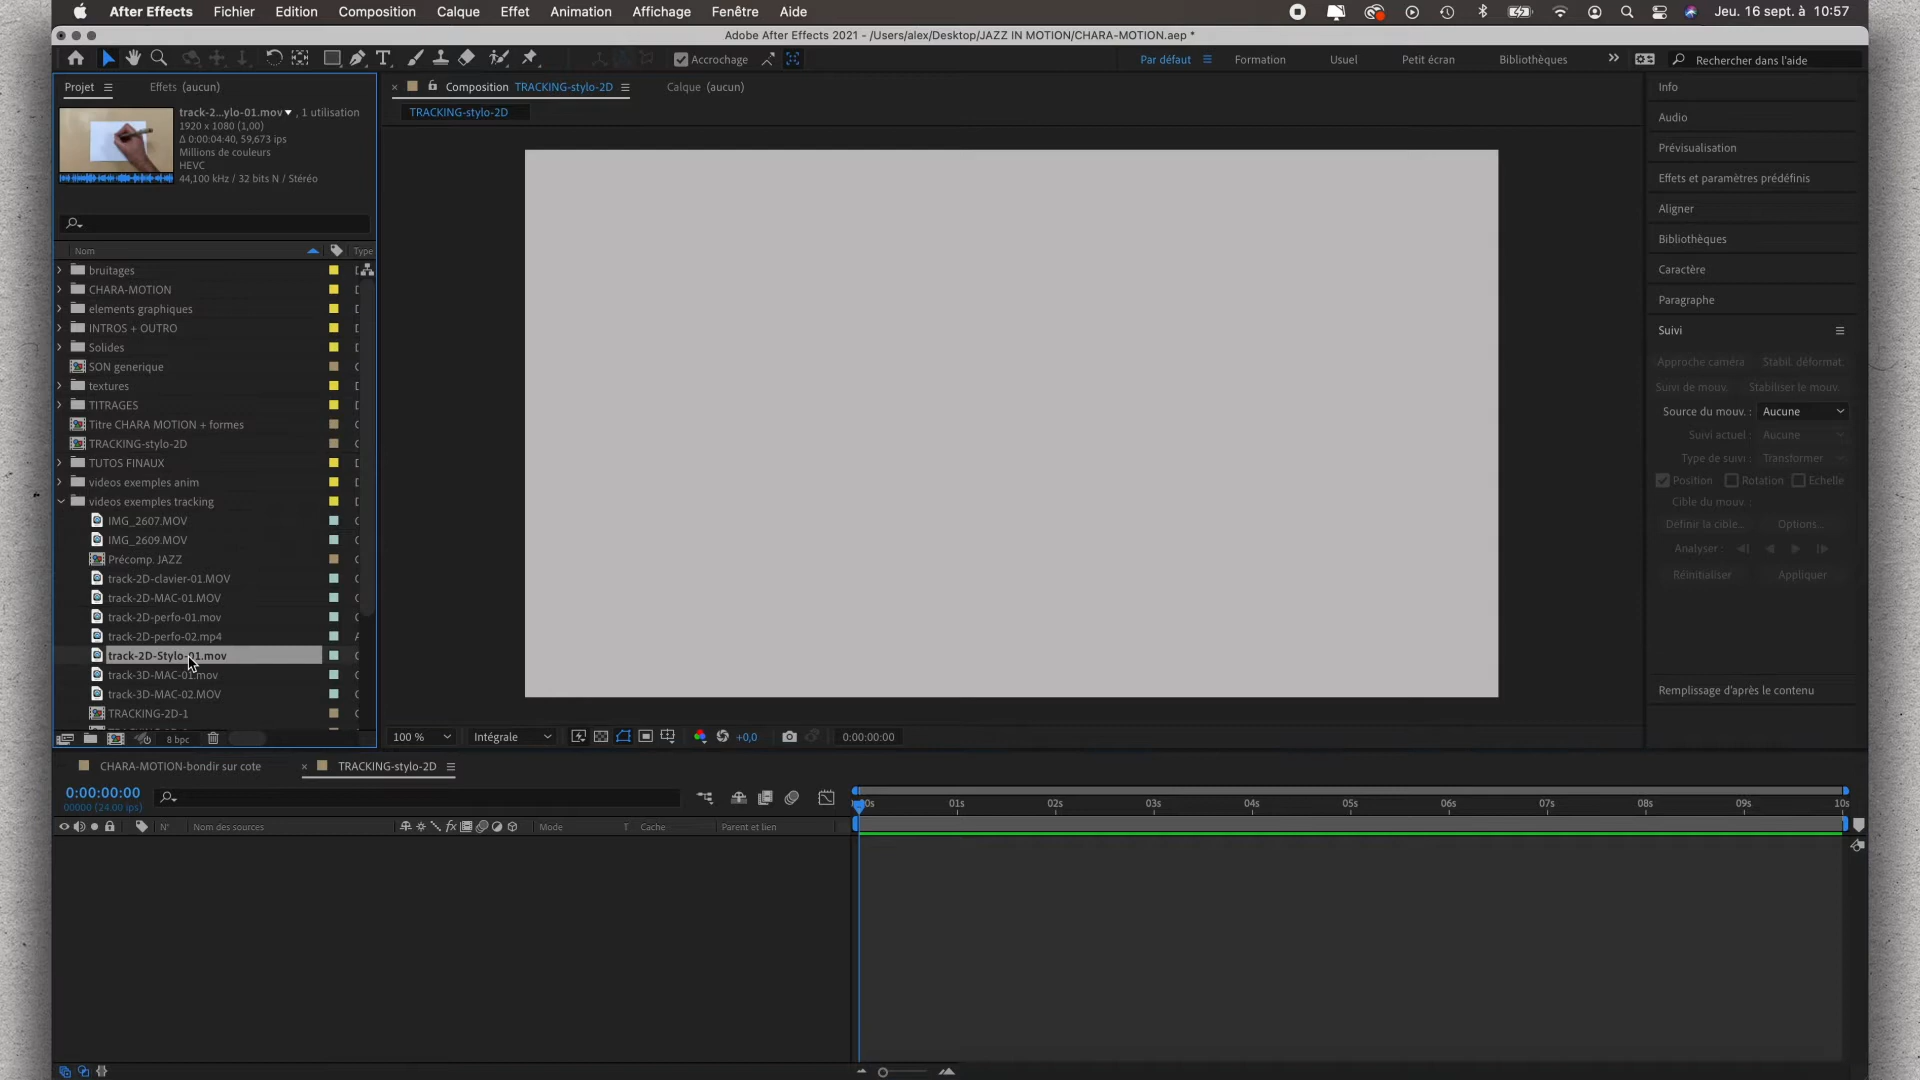 After Effects Fichier Edition Composition Calque Effet Animation Affichage Fenêtre Aide Jeu. 16 sept. à 10:57
Adobe After Effects 2021 - /Users/alex/Desktop/JAZZ IN MOTION/CHARA-MOTION.aep *
Accrochage Par défaut Formation Usuel Petit écran Bibliothèques Rechercher dans l'aide
Projet Effets (aucun)
track-2...ylo-01.mov , 1 utilisation
1920 x 1080 (1,00)
Δ 0:00:04:40, 59,673 ips
Millions de couleurs
HEVC
44,100 kHz / 32 bits N / Stéréo
Nom Type
bruitages
CHARA-MOTION
elements graphiques
INTROS + OUTRO
Solides
SON generique
textures
TITRAGES
Titre CHARA MOTION + formes
TRACKING-stylo-2D
TUTOS FINAUX
videos exemples anim
videos exemples tracking
IMG_2607.MOV
IMG_2609.MOV
Précomp. JAZZ
track-2D-clavier-01.MOV
track-2D-MAC-01.MOV
track-2D-perfo-01.mov
track-2D-perfo-02.mp4
track-2D-Stylo-01.mov
track-3D-MAC-01.mov
track-3D-MAC-02.MOV
TRACKING-2D-1
8 bpc
Composition TRACKING-stylo-2D Calque (aucun)
TRACKING-stylo-2D
100 % Intégrale +0,0 0:00:00:00
Info
Audio
Prévisualisation
Effets et paramètres prédéfinis
Aligner
Bibliothèques
Caractère
Paragraphe
Suivi
Approche caméra Stabil. déformat.
Suivi de mouv. Stabiliser le mouv.
Source du mouv. : Aucune
Suivi actuel : Aucune
Type de suivi : Transformer
Position Rotation Echelle
Cible du mouv. :
Définir la cible... Options...
Analyser :
Réinitialiser Appliquer
Remplissage d'après le contenu
CHARA-MOTION-bondir sur cote TRACKING-stylo-2D
0:00:00:00
00000 (24.00 ips)
N° Nom des sources Mode T Cache Parent et lien
01s 02s 03s 04s 05s 06s 07s 08s 09s 10s